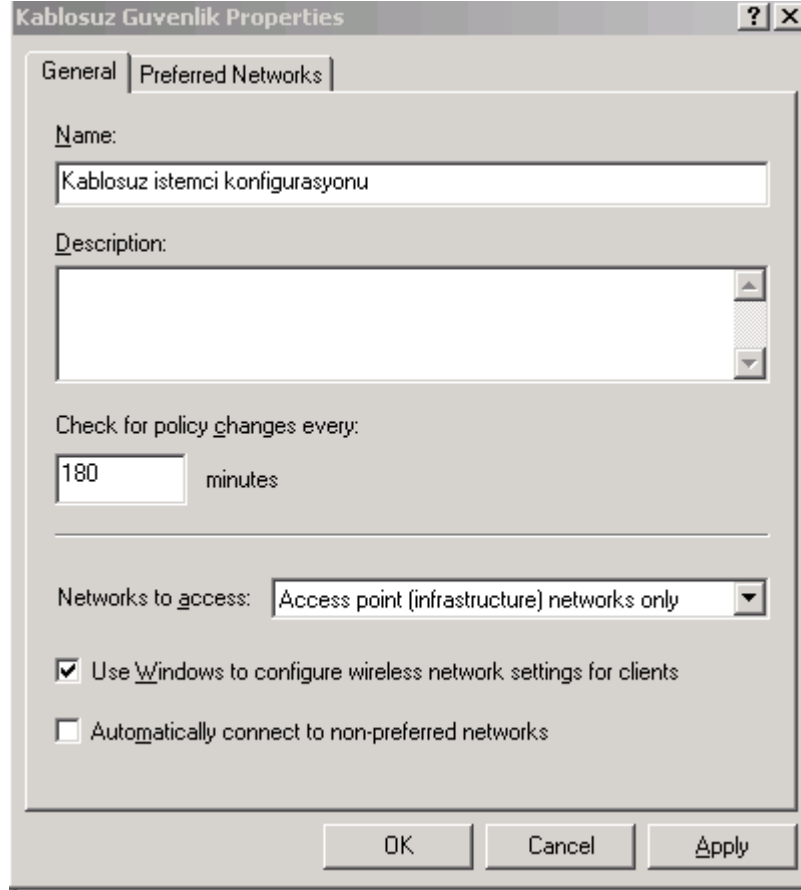 Kablosuz Guvenlik Properties
General Preferred Networks
Name:
Kablosuz istemci konfigurasyonu
Description:
Check for policy changes every:
180 minutes
Networks to access: Access point (infrastructure) networks only
Use Windows to configure wireless network settings for clients
Automatically connect to non-preferred networks
OK Cancel Apply